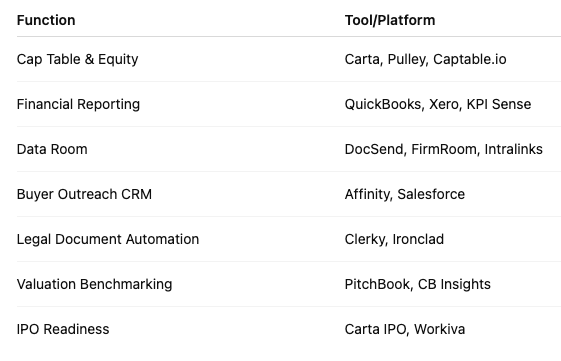 Function Tool/Platform
Cap Table & Equity Carta, Pulley, Captable.io
Financial Reporting QuickBooks, Xero, KPI Sense
Data Room DocSend, FirmRoom, Intralinks
Buyer Outreach CRM Affinity, Salesforce
Legal Document Automation Clerky, Ironclad
Valuation Benchmarking PitchBook, CB Insights
IPO Readiness Carta IPO, Workiva